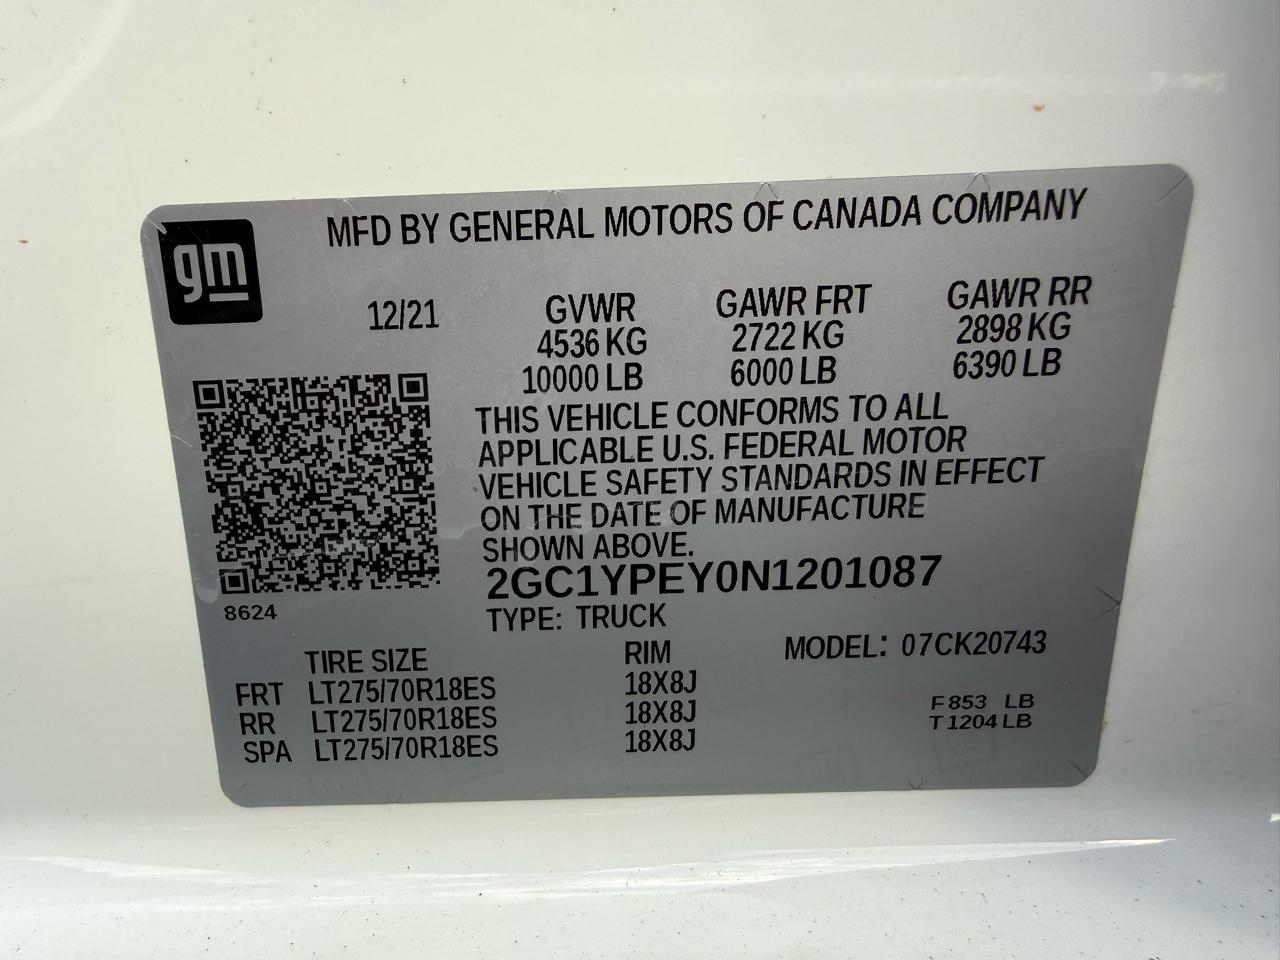 gm
MFD BY GENERAL MOTORS OF CANADA COMPANY
12/21 GVWR GAWR FRT GAWR RR
4536 KG 2722 KG 2898 KG
10000 LB 6000 LB 6390 LB
THIS VEHICLE CONFORMS TO ALL
APPLICABLE U.S. FEDERAL MOTOR
VEHICLE SAFETY STANDARDS IN EFFECT
ON THE DATE OF MANUFACTURE
SHOWN ABOVE.
2GC1YPEY0N1201087
8624
TYPE: TRUCK
TIRE SIZE RIM MODEL: 07CK20743
FRT LT275/70R18ES 18X8J
RR LT275/70R18ES 18X8J
SPA LT275/70R18ES 18X8J
F 853 LB
T 1204 LB